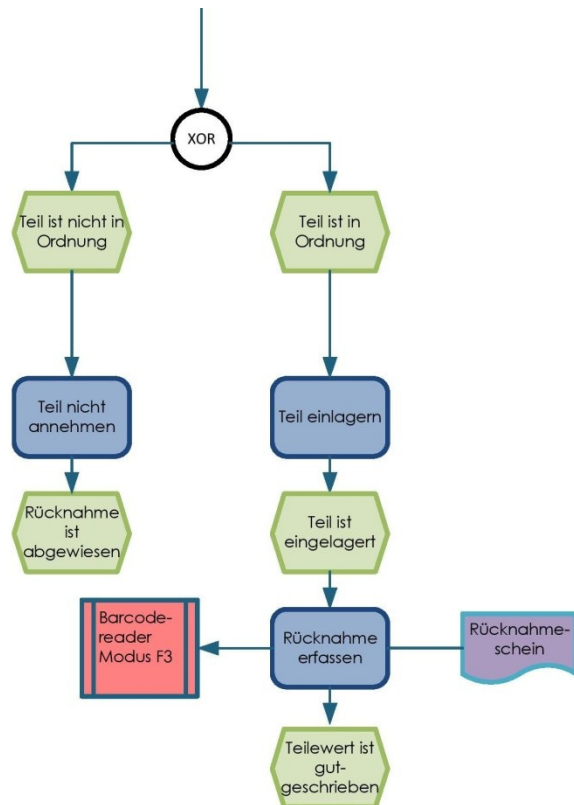 XOR
Teil ist nicht in
Ordnung
Teil ist in
Ordnung
Teil nicht
annehmen
Teil einlagern
Rücknahme
ist
abgewiesen
Teil ist
eingelagert
Barcode-
reader
Modus F3
Rücknahme
erfassen
Rücknahme-
schein
Teilewert ist
gut-
geschrieben